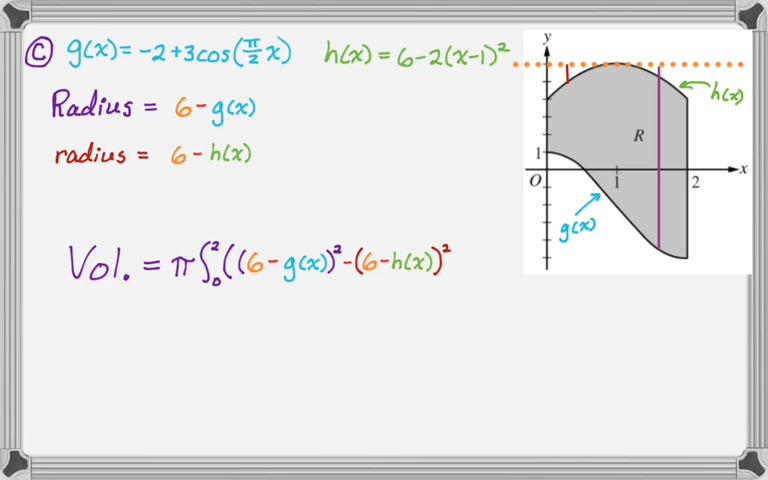 Ⓒ g(x) = -2 + 3cos(π/2 x) h(x) = 6 - 2(x-1)²
Radius = 6 - g(x)
radius = 6 - h(x)
Vol. = π∫₀²((6 - g(x))² - (6 - h(x))²
y
h(x)
R
1
O
1
2
x
g(x)